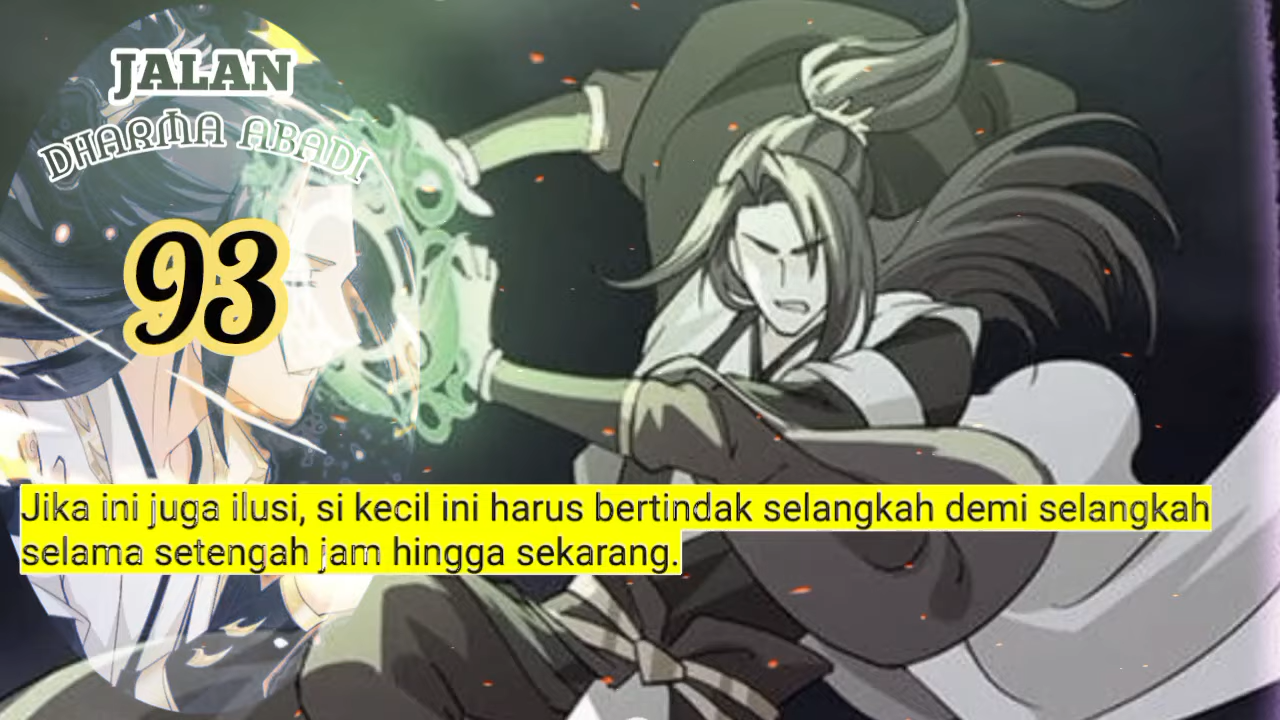 JALAN
DHARMA ABADI
93
Jika ini juga ilusi, si kecil ini harus bertindak selangkah demi selangkah
selama setengah jam hingga sekarang.